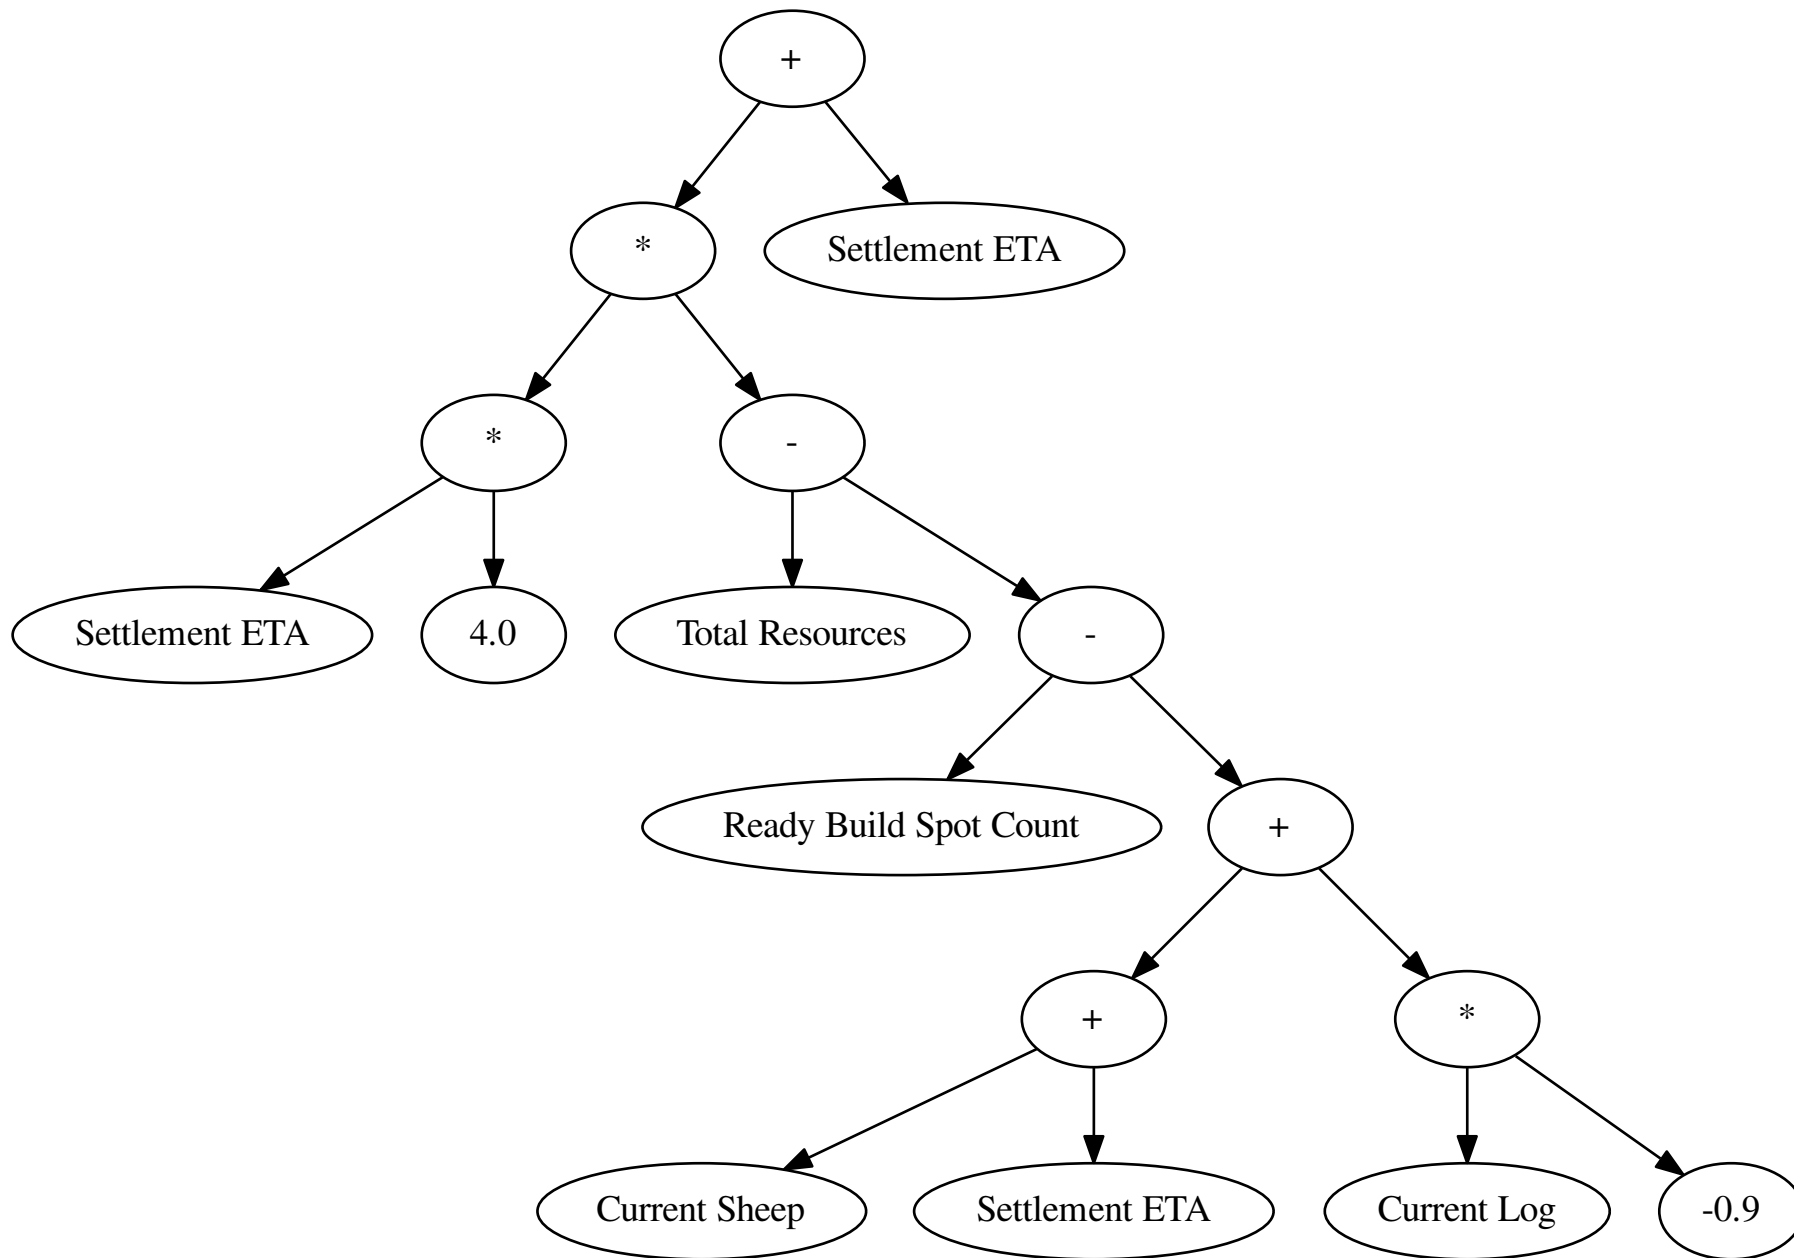 +
*
Settlement ETA
*
-
Settlement ETA
4.0
Total Resources
-
Ready Build Spot Count
+
+
*
Current Sheep
Settlement ETA
Current Log
-0.9